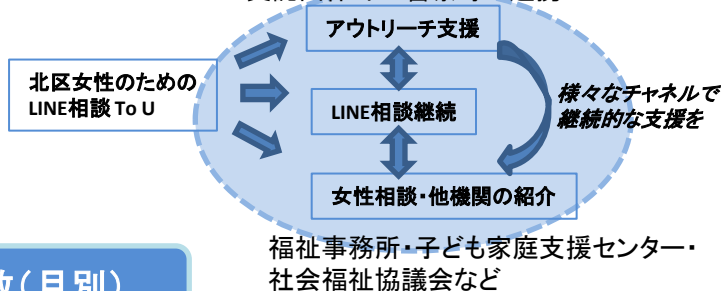 アウトリーチ支援
北区女性のための
LINE相談 To U
LINE相談継続
様々なチャネルで
継続的な支援を
女性相談・他機関の紹介
福祉事務所・子ども家庭支援センター・
社会福祉協議会など
(月別)